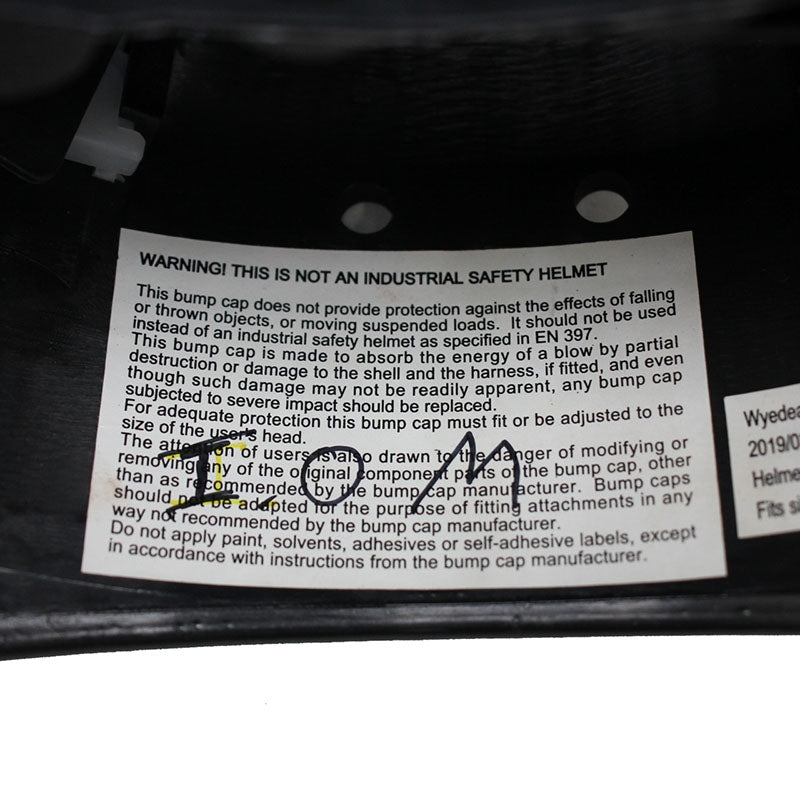 WARNING! THIS IS NOT AN INDUSTRIAL SAFETY HELMET
This bump cap does not provide protection against the effects of falling
or thrown objects, or moving suspended loads. It should not be used
instead of an industrial safety helmet as specified in EN 397.
This bump cap is made to absorb the energy of a blow by partial
destruction or damage to the shell and the harness, if fitted, and even
though such damage may not be readily apparent, any bump cap
subjected to severe impact should be replaced.
For adequate protection this bump cap must fit or be adjusted to the
size of the user's head.
The attention of users is also drawn to the danger of modifying or
removing any of the original component parts of the bump cap, other
than as recommended by the bump cap manufacturer. Bump caps
should not be adapted for the purpose of fitting attachments in any
way not recommended by the bump cap manufacturer.
Do not apply paint, solvents, adhesives or self-adhesive labels, except
in accordance with instructions from the bump cap manufacturer.
I.OM
Wyedea
2019/0
Helme
Fits si